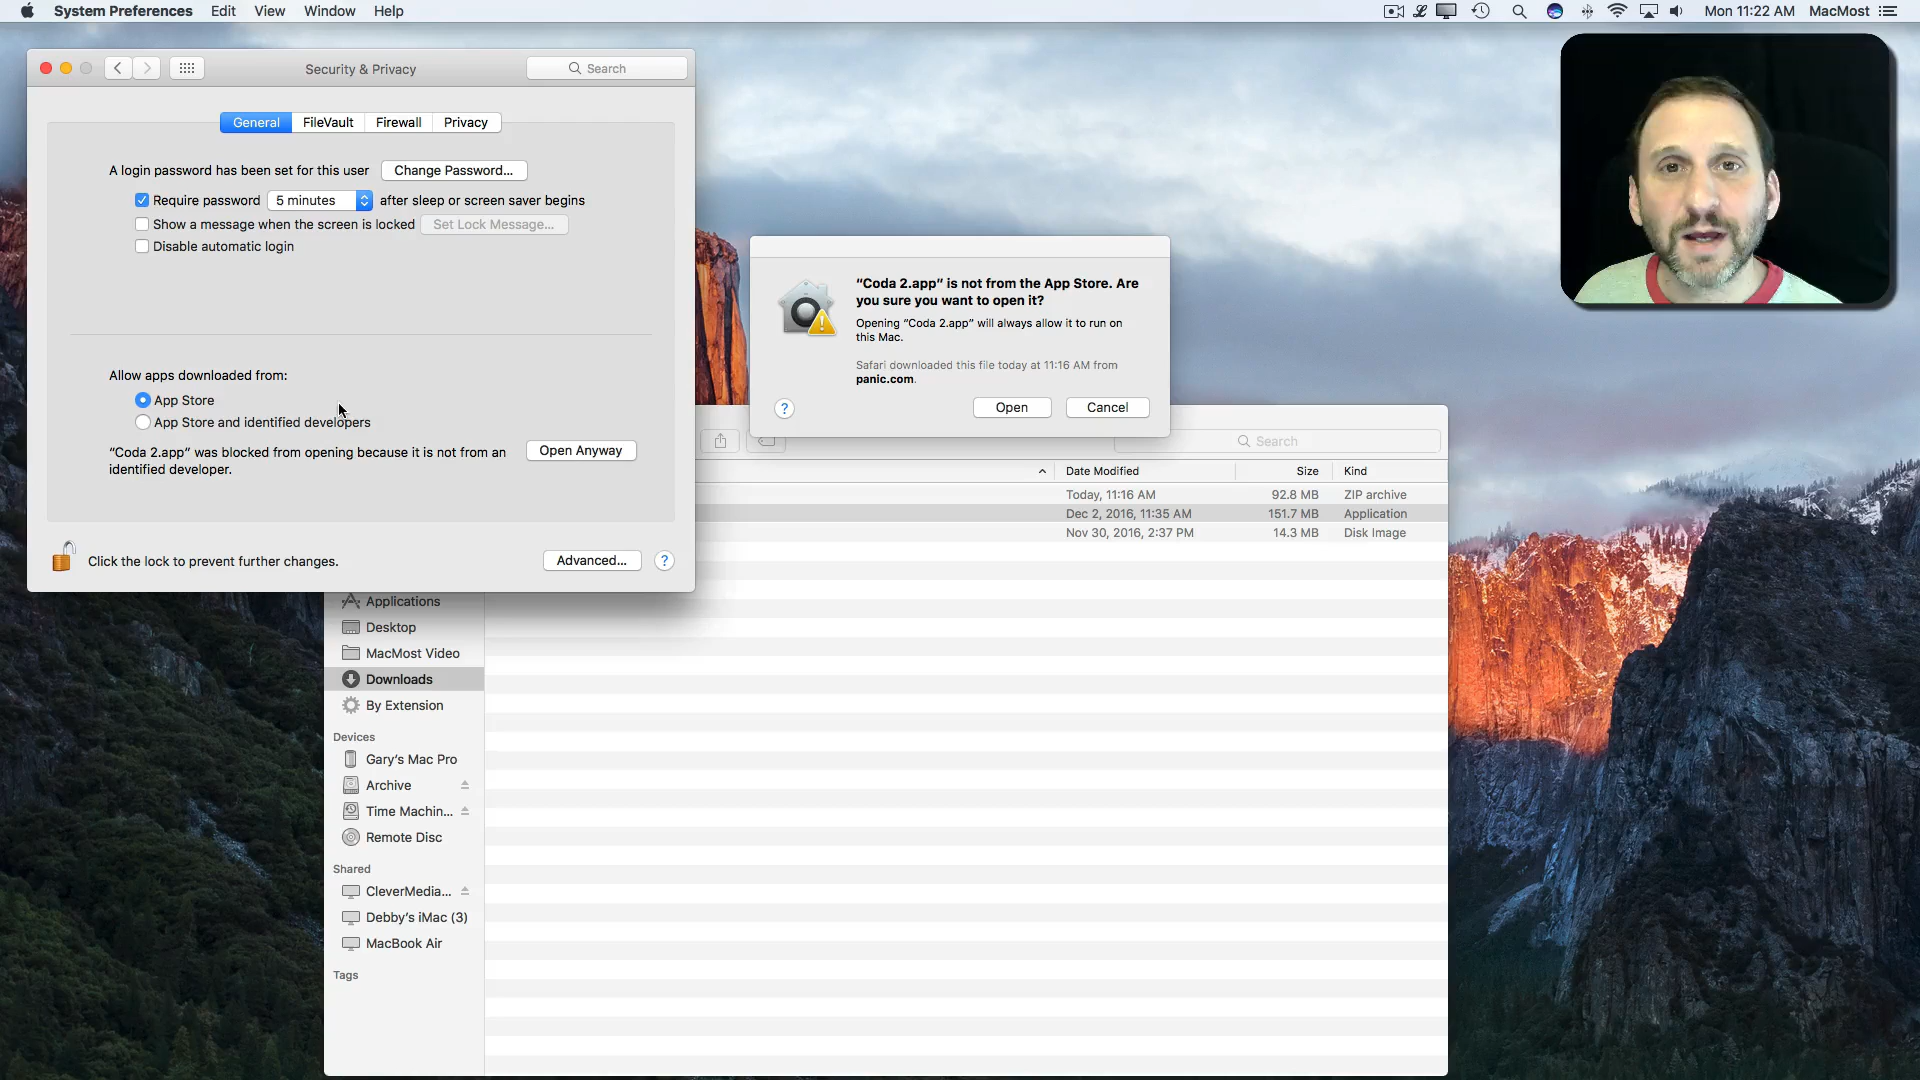 System Preferences Edit View Window Help
Mon 11:22 AM MacMost
Security & Privacy
Search
General FileVault Firewall Privacy
A login password has been set for this user Change Password...
Require password 5 minutes after sleep or screen saver begins
Show a message when the screen is locked Set Lock Message...
Disable automatic login
Allow apps downloaded from:
App Store
App Store and identified developers
“Coda 2.app” was blocked from opening because it is not from an
identified developer.
Open Anyway
Click the lock to prevent further changes.
Advanced... ?
“Coda 2.app” is not from the App Store. Are
you sure you want to open it?
Opening “Coda 2.app” will always allow it to run on
this Mac.
Safari downloaded this file today at 11:16 AM from
panic.com.
? Open Cancel
Search
Date Modified Size Kind
Today, 11:16 AM 92.8 MB ZIP archive
Dec 2, 2016, 11:35 AM 151.7 MB Application
Nov 30, 2016, 2:37 PM 14.3 MB Disk Image
Applications
Desktop
MacMost Video
Downloads
By Extension
Devices
Gary’s Mac Pro
Archive
Time Machin...
Remote Disc
Shared
CleverMedia...
Debby’s iMac (3)
MacBook Air
Tags